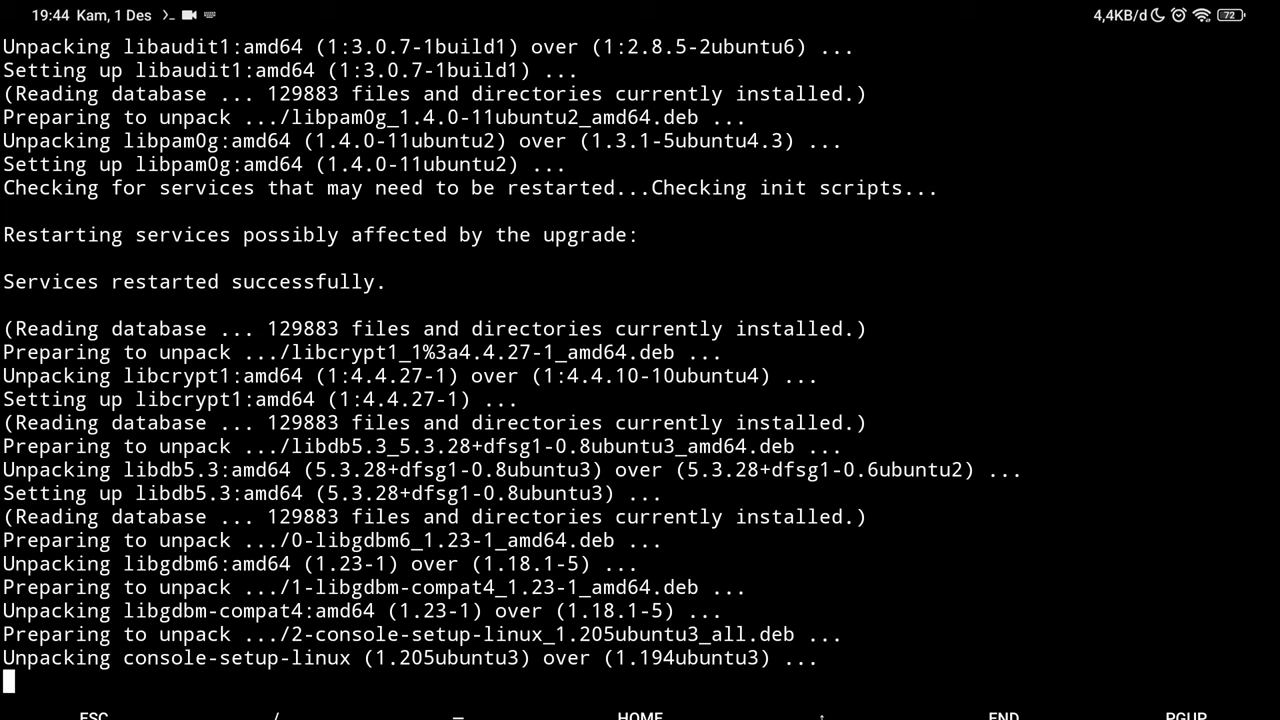 19:44 Kam, 1 Des >_ 4,4KB/d 72
Unpacking libaudit1:amd64 (1:3.0.7-1build1) over (1:2.8.5-2ubuntu6) ...
Setting up libaudit1:amd64 (1:3.0.7-1build1) ...
(Reading database ... 129883 files and directories currently installed.)
Preparing to unpack .../libpam0g_1.4.0-11ubuntu2_amd64.deb ...
Unpacking libpam0g:amd64 (1.4.0-11ubuntu2) over (1.3.1-5ubuntu4.3) ...
Setting up libpam0g:amd64 (1.4.0-11ubuntu2) ...
Checking for services that may need to be restarted...Checking init scripts...
Restarting services possibly affected by the upgrade:
Services restarted successfully.
(Reading database ... 129883 files and directories currently installed.)
Preparing to unpack .../libcrypt1_1%3a4.4.27-1_amd64.deb ...
Unpacking libcrypt1:amd64 (1:4.4.27-1) over (1:4.4.10-10ubuntu4) ...
Setting up libcrypt1:amd64 (1:4.4.27-1) ...
(Reading database ... 129883 files and directories currently installed.)
Preparing to unpack .../libdb5.3_5.3.28+dfsg1-0.8ubuntu3_amd64.deb ...
Unpacking libdb5.3:amd64 (5.3.28+dfsg1-0.8ubuntu3) over (5.3.28+dfsg1-0.6ubuntu2) ...
Setting up libdb5.3:amd64 (5.3.28+dfsg1-0.8ubuntu3) ...
(Reading database ... 129883 files and directories currently installed.)
Preparing to unpack .../0-libgdbm6_1.23-1_amd64.deb ...
Unpacking libgdbm6:amd64 (1.23-1) over (1.18.1-5) ...
Preparing to unpack .../1-libgdbm-compat4_1.23-1_amd64.deb ...
Unpacking libgdbm-compat4:amd64 (1.23-1) over (1.18.1-5) ...
Preparing to unpack .../2-console-setup-linux_1.205ubuntu3_all.deb ...
Unpacking console-setup-linux (1.205ubuntu3) over (1.194ubuntu3) ...
ESC / — HOME ↑ END PGUP